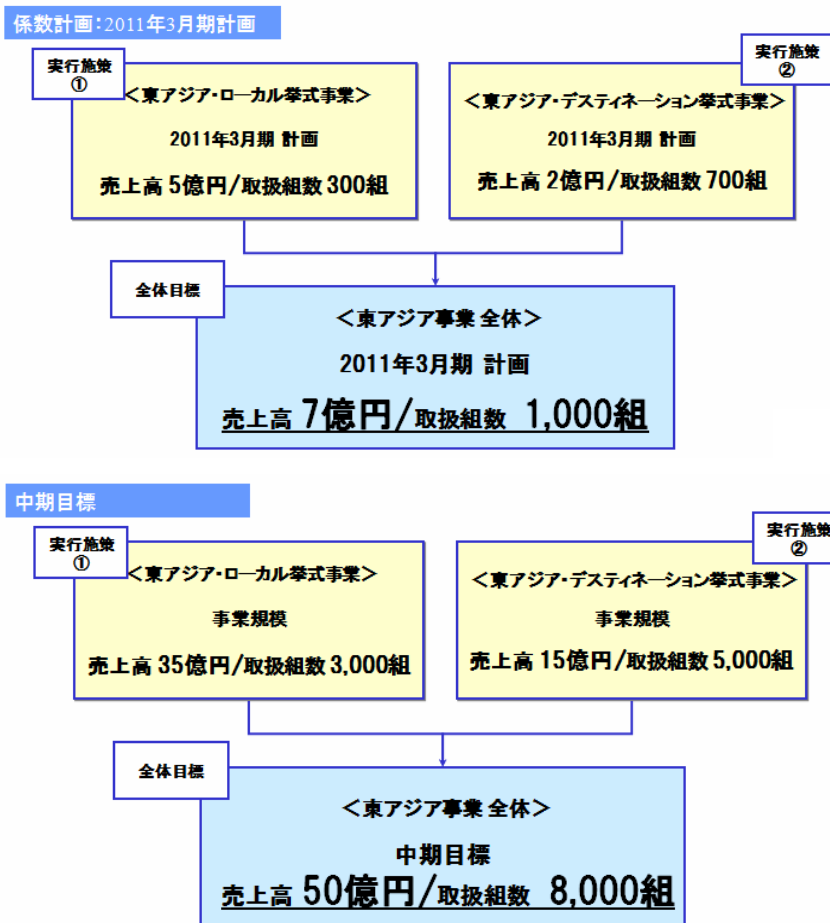 係数計画:2011年3月期計画
実行施策
①
<東アジア・ローカル挙式事業>
2011年3月期 計画
売上高 5億円/取扱組数 300組
実行施策
②
<東アジア・デスティネーション挙式事業>
2011年3月期 計画
売上高 2億円/取扱組数 700組
全体目標
<東アジア事業 全体>
2011年3月期 計画
売上高 7億円/取扱組数 1,000組
中期目標
実行施策
①
<東アジア・ローカル挙式事業>
事業規模
売上高 35億円/取扱組数 3,000組
実行施策
②
<東アジア・デスティネーション挙式事業>
事業規模
売上高 15億円/取扱組数 5,000組
全体目標
<東アジア事業 全体>
中期目標
売上高 50億円/取扱組数 8,000組